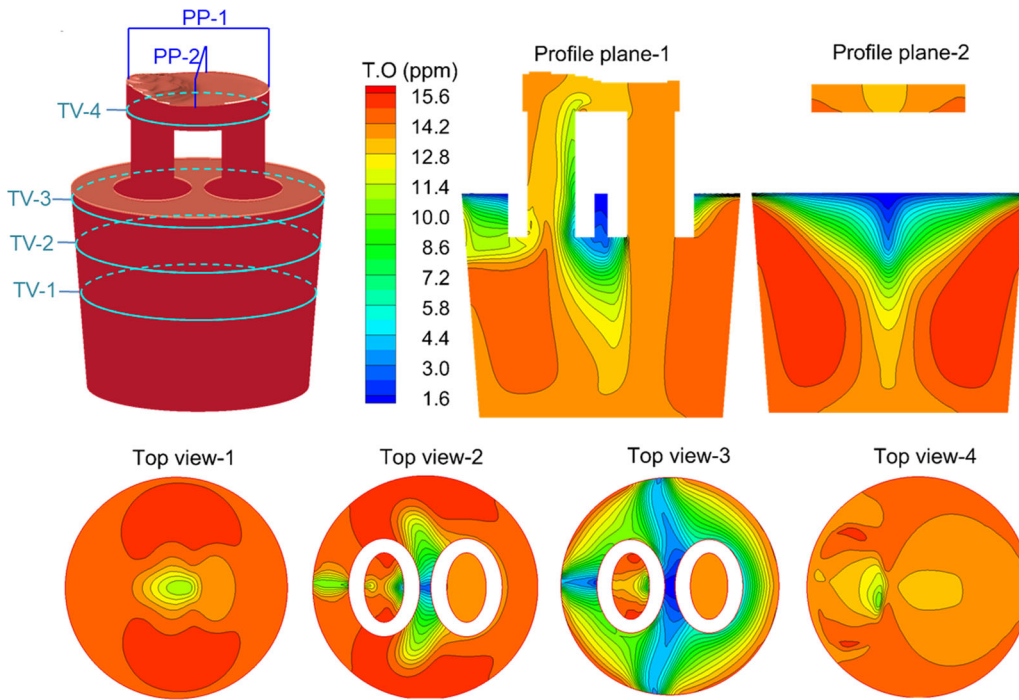 PP-1
PP-2
TV-4
TV-3
TV-2
TV-1
T.O (ppm)
15.6
14.2
12.8
11.4
10.0
8.6
7.2
5.8
4.4
3.0
1.6
Profile plane-1
Profile plane-2
Top view-1
Top view-2
Top view-3
Top view-4